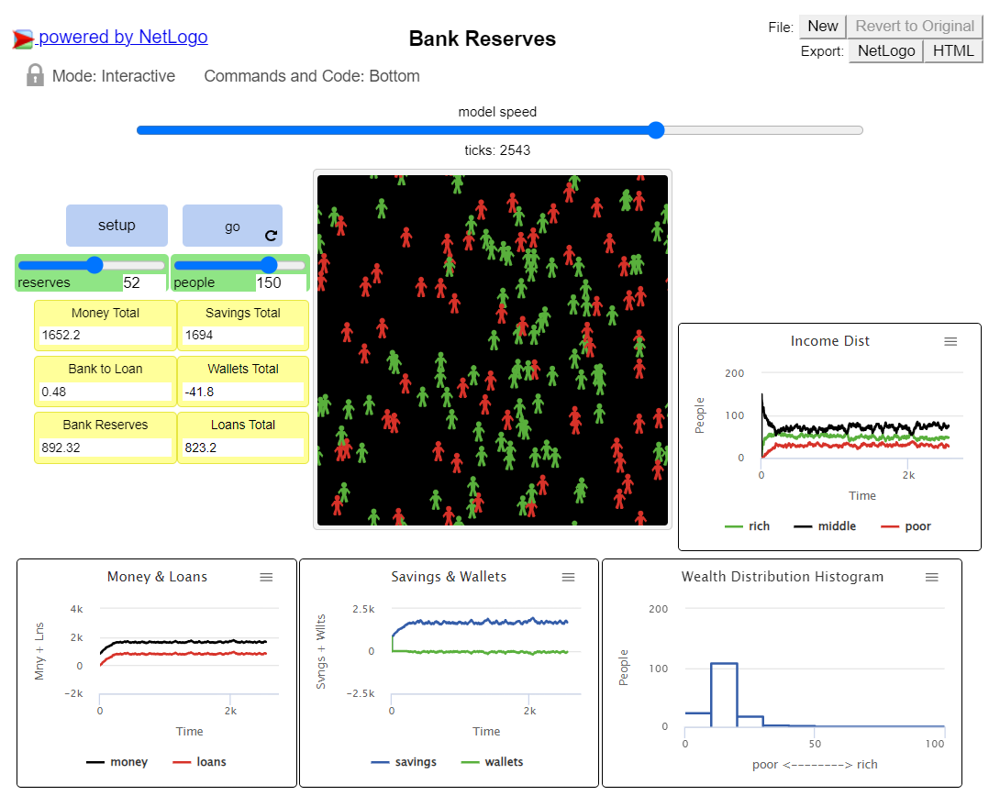 powered by NetLogo
Bank Reserves
File: New Revert to Original
Export: NetLogo HTML
Mode: Interactive Commands and Code: Bottom
model speed
ticks: 2543
setup go
reserves 52 people 150
Money Total Savings Total
1652.2 1694
Bank to Loan Wallets Total
0.48 -41.8
Bank Reserves Loans Total
892.32 823.2
Income Dist
200
100
0
People
0 2k
Time
rich middle poor
Money & Loans
4k
2k
0
-2k
Mny + Lns
0 2k
Time
money loans
Savings & Wallets
2.5k
0
-2.5k
Svngs + Wllts
0 2k
Time
savings wallets
Wealth Distribution Histogram
200
100
0
People
0 50 100
poor <--------> rich